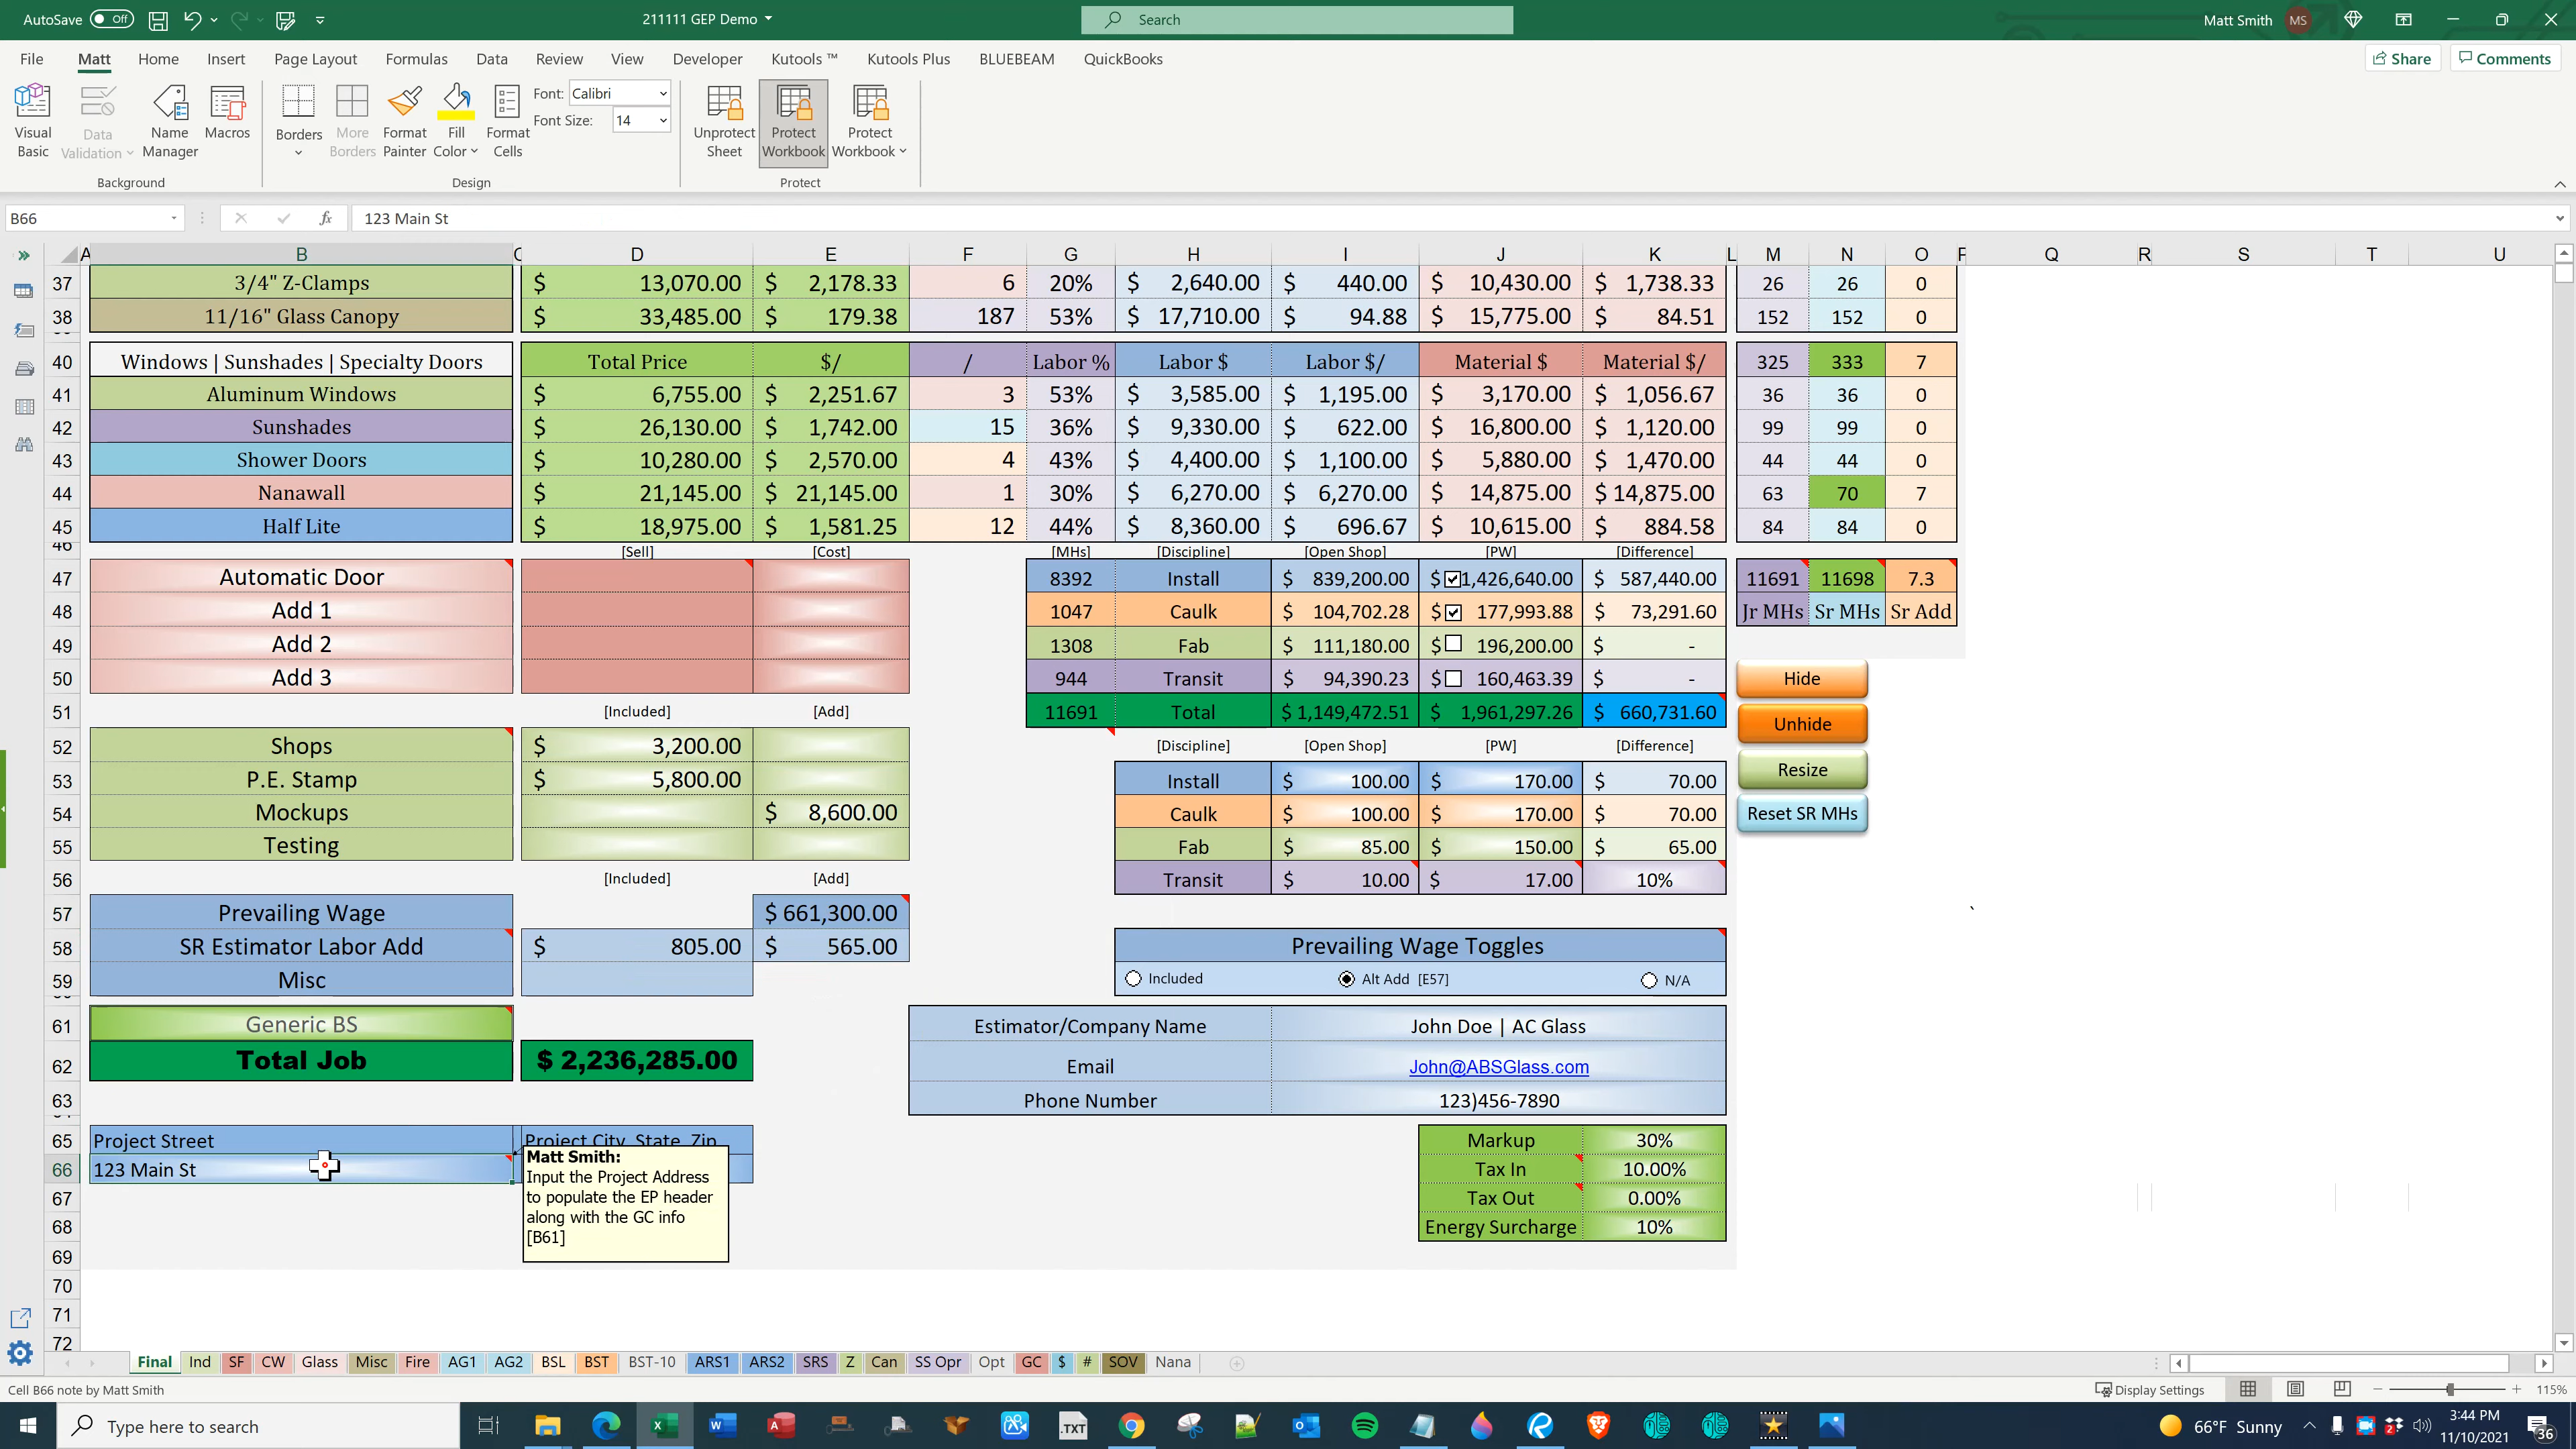 AutoSave Off 211111 GEP Demo Search Matt Smith MS
File Matt Home Insert Page Layout Formulas Data Review View Developer Kutools ™ Kutools Plus BLUEBEAM QuickBooks Share Comments
Visual Basic Data Validation Name Manager Macros Borders More Borders Format Painter Fill Color Format Cells Font: Calibri Font Size: 14 Unprotect Sheet Protect Workbook Protect Workbook
Background Design Protect
B66 fx 123 Main St
A B C D E F G H I J K L M N O P Q R S T U
37 3/4" Z-Clamps $ 13,070.00 $ 2,178.33 6 20% $ 2,640.00 $ 440.00 $ 10,430.00 $ 1,738.33 26 26 0
38 11/16" Glass Canopy $ 33,485.00 $ 179.38 187 53% $ 17,710.00 $ 94.88 $ 15,775.00 $ 84.51 152 152 0
40 Windows | Sunshades | Specialty Doors Total Price $/ / Labor % Labor $ Labor $/ Material $ Material $/ 325 333 7
41 Aluminum Windows $ 6,755.00 $ 2,251.67 3 53% $ 3,585.00 $ 1,195.00 $ 3,170.00 $ 1,056.67 36 36 0
42 Sunshades $ 26,130.00 $ 1,742.00 15 36% $ 9,330.00 $ 622.00 $ 16,800.00 $ 1,120.00 99 99 0
43 Shower Doors $ 10,280.00 $ 2,570.00 4 43% $ 4,400.00 $ 1,100.00 $ 5,880.00 $ 1,470.00 44 44 0
44 Nanawall $ 21,145.00 $ 21,145.00 1 30% $ 6,270.00 $ 6,270.00 $ 14,875.00 $ 14,875.00 63 70 7
45 Half Lite $ 18,975.00 $ 1,581.25 12 44% $ 8,360.00 $ 696.67 $ 10,615.00 $ 884.58 84 84 0
46 [Sell] [Cost] [MHs] [Discipline] [Open Shop] [PW] [Difference]
47 Automatic Door 8392 Install $ 839,200.00 $ 1,426,640.00 $ 587,440.00 11691 11698 7.3
48 Add 1 1047 Caulk $ 104,702.28 $ 177,993.88 $ 73,291.60 Jr MHs Sr MHs Sr Add
49 Add 2 1308 Fab $ 111,180.00 $ 196,200.00 $ -
50 Add 3 944 Transit $ 94,390.23 $ 160,463.39 $ - Hide
51 [Included] [Add] 11691 Total $ 1,149,472.51 $ 1,961,297.26 $ 660,731.60 Unhide
52 Shops $ 3,200.00 [Discipline] [Open Shop] [PW] [Difference]
53 P.E. Stamp $ 5,800.00 Install $ 100.00 $ 170.00 $ 70.00 Resize
54 Mockups $ 8,600.00 Caulk $ 100.00 $ 170.00 $ 70.00 Reset SR MHs
55 Testing Fab $ 85.00 $ 150.00 $ 65.00
56 [Included] [Add] Transit $ 10.00 $ 17.00 10%
57 Prevailing Wage $ 661,300.00 `
58 SR Estimator Labor Add $ 805.00 $ 565.00 Prevailing Wage Toggles
59 Misc Included Alt Add [E57] N/A
61 Generic BS Estimator/Company Name John Doe | AC Glass
62 Total Job $ 2,236,285.00 Email John@ABSGlass.com
63 Phone Number 123)456-7890
65 Project Street Project City, State, Zip Markup 30%
66 123 Main St Tax In 10.00%
67 Tax Out 0.00%
68 Energy Surcharge 10%
69
70
71
72
Matt Smith:
Input the Project Address
to populate the EP header
along with the GC info
[B61]
Final Ind SF CW Glass Misc Fire AG1 AG2 BSL BST BST-10 ARS1 ARS2 SRS Z Can SS Opr Opt GC $ # SOV Nana
Cell B66 note by Matt Smith Display Settings 115%
Type here to search .TXT 66°F Sunny 3:44 PM
11/10/2021 36